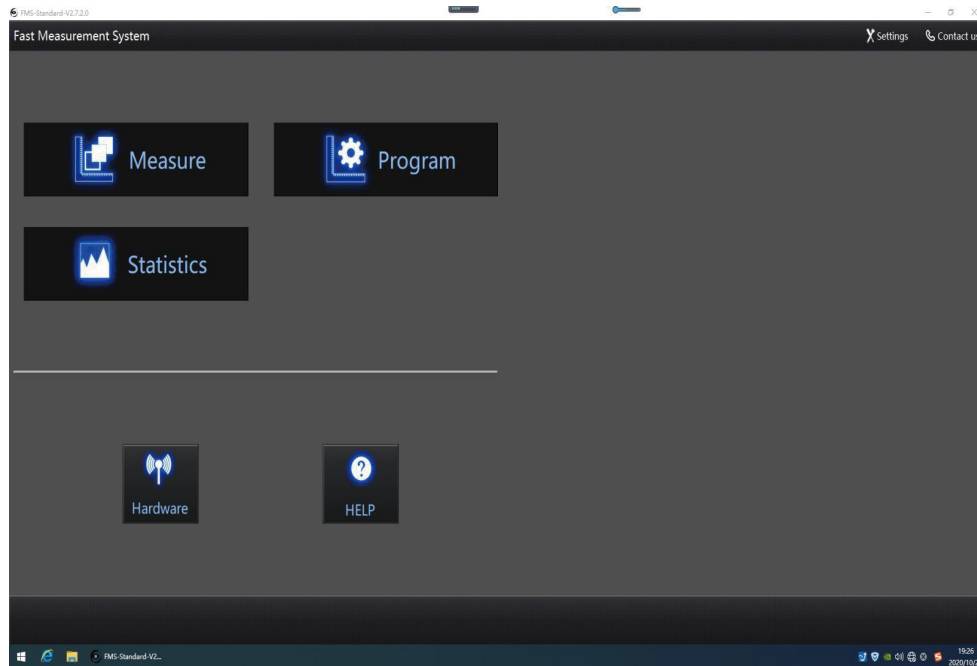 FMS-Standard-V2.7.2.0
Fast Measurement System
Settings
Contact us
Measure
Program
Statistics
Hardware
HELP
FMS-Standard-V2...
19:26